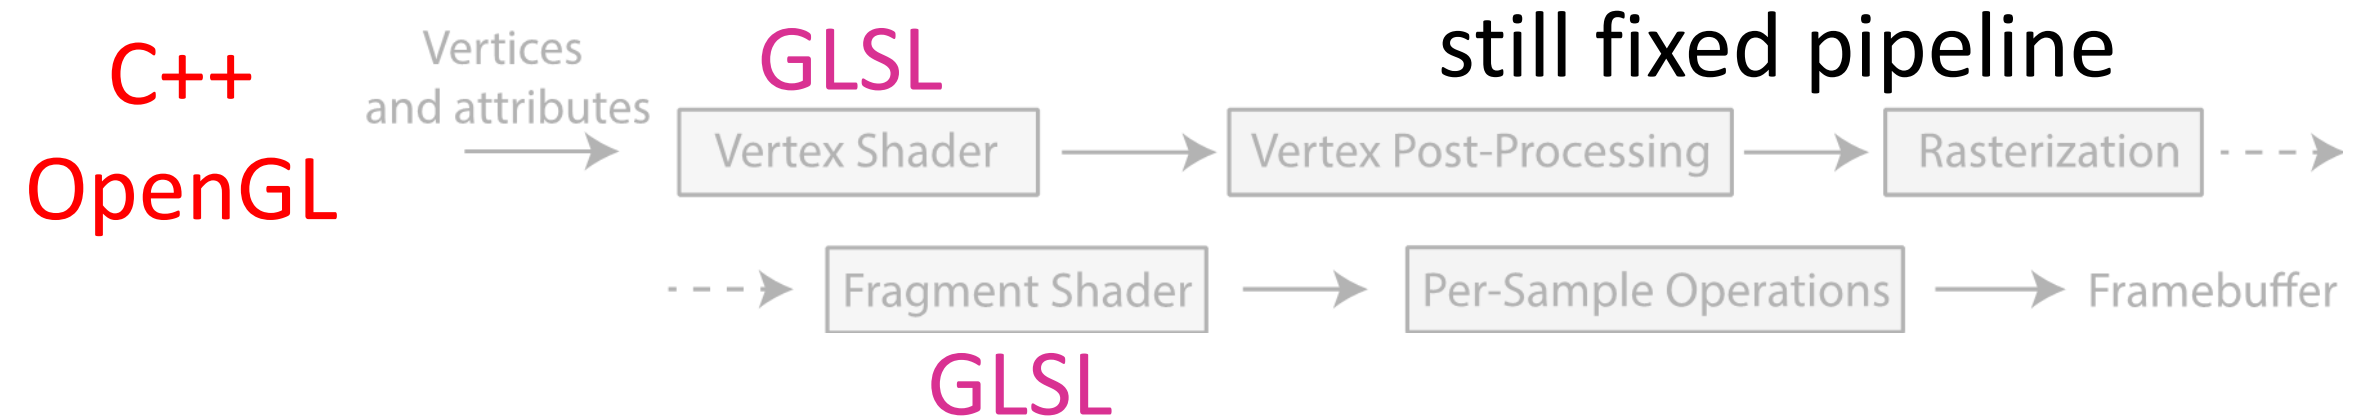 C++
OpenGL
Vertices
and attributes
GLSL
Vertex Shader
still fixed pipeline
Vertex Post-Processing
Rasterization
Fragment Shader
GLSL
Per-Sample Operations
Framebuffer